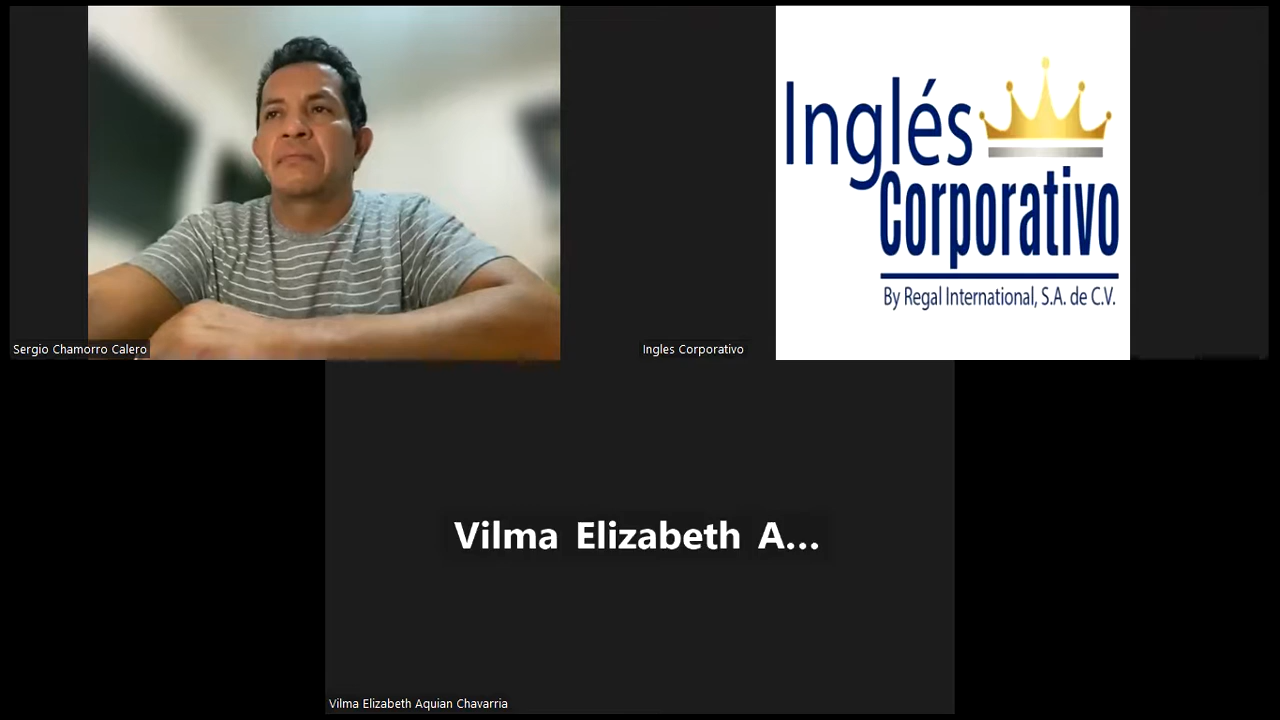 Inglés
Corporativo
By Regal International, S.A. de C.V.
Sergio Chamorro Calero
Ingles Corporativo
Vilma Elizabeth A...
Vilma Elizabeth Aquian Chavarria